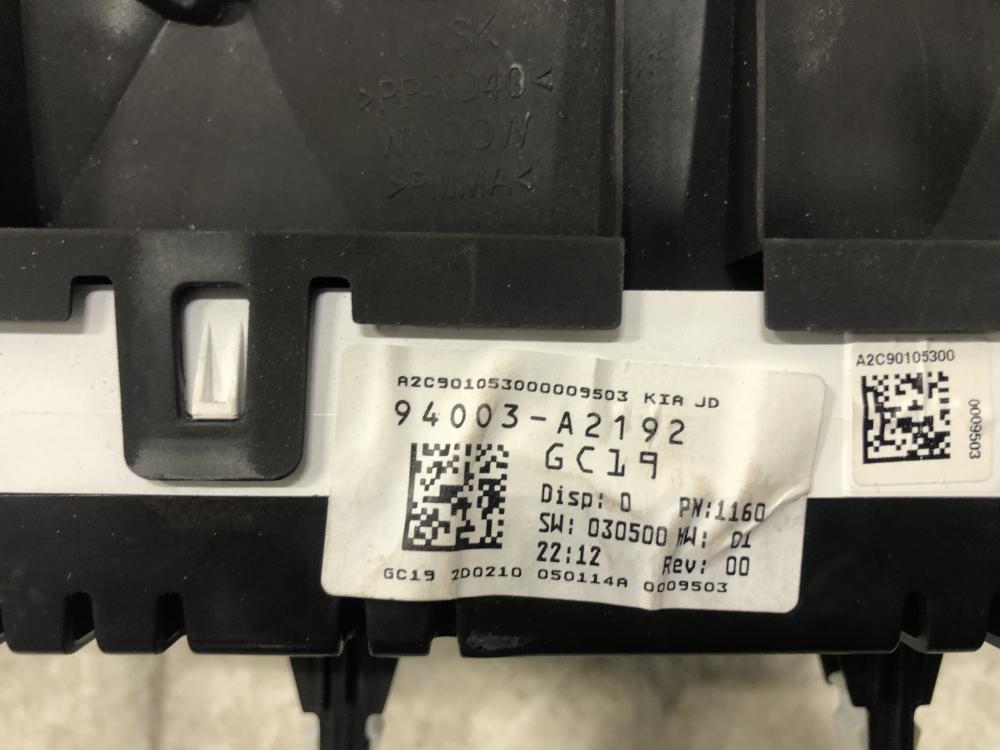 MASK
>PP-TD40<
WINDOW
>PMMA<
A2C90105300
0009503
A2C901053000009503 KIA JD
94003-A2192
GC19
Disp: 0 PN:1160
SW: 030500 HW: D1
22:12 Rev: 00
GC19 2D0210 050114A 0009503